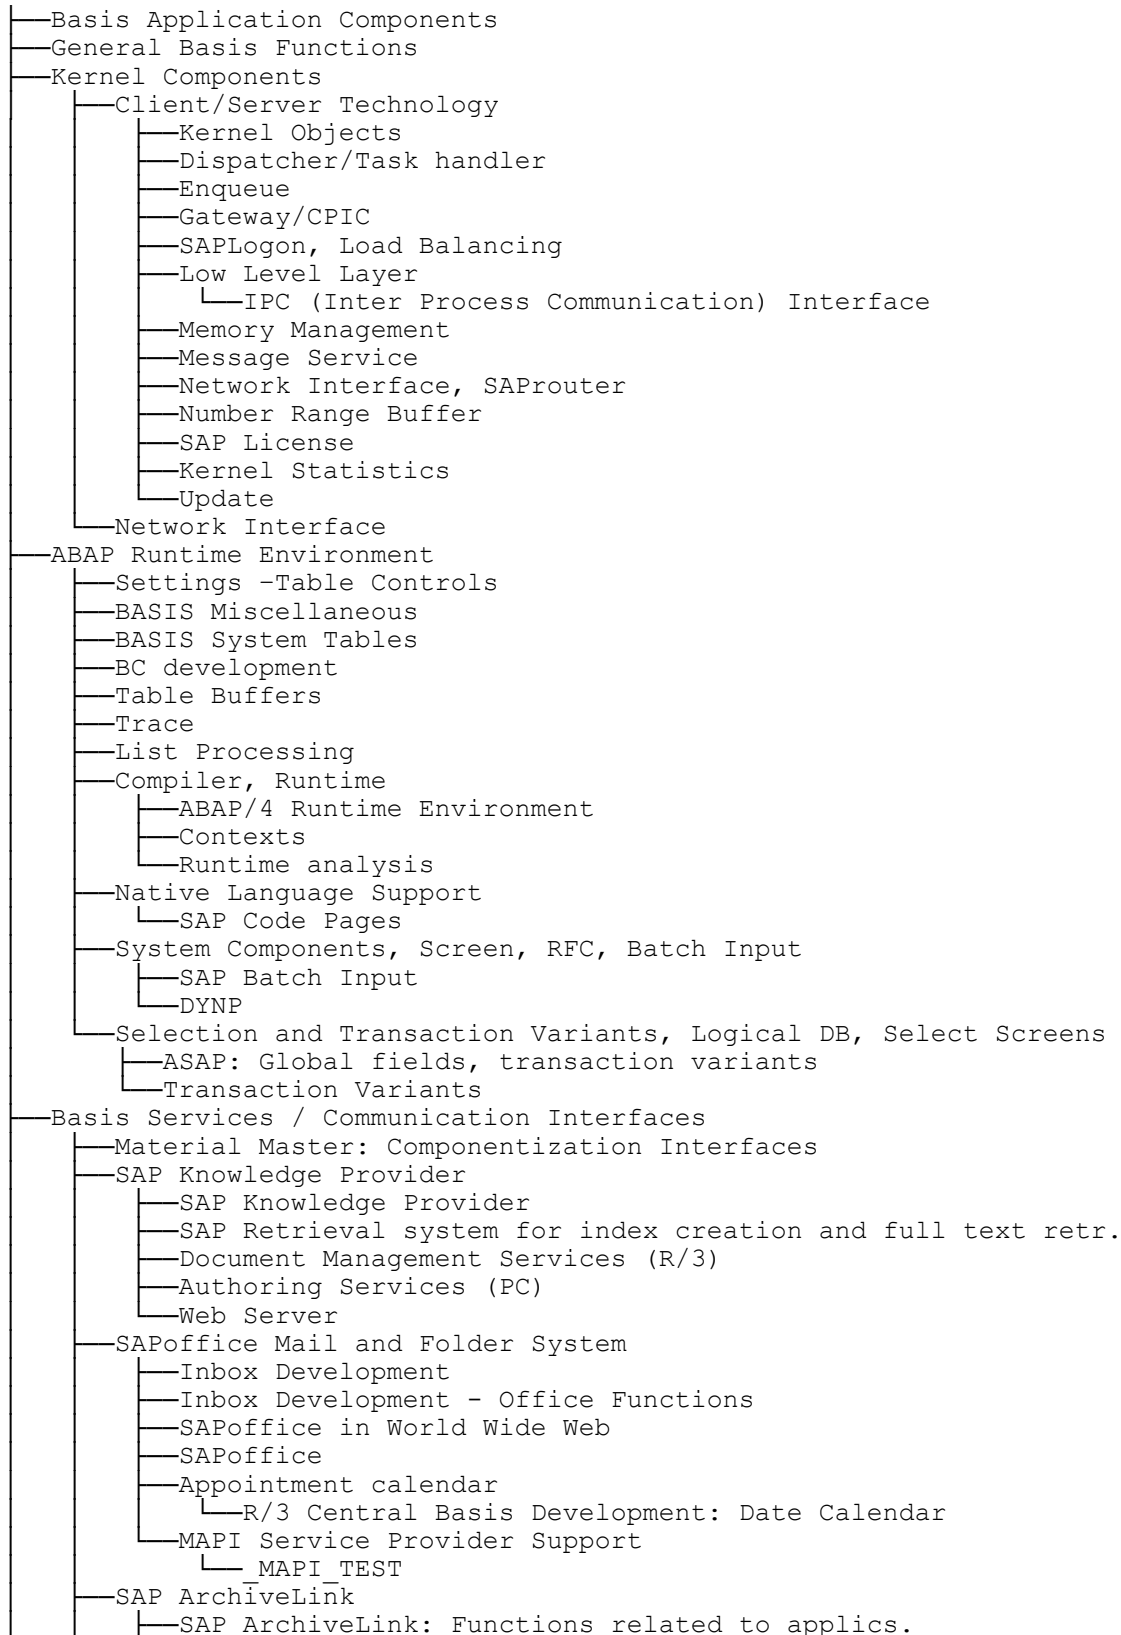 Basis Application Components
General Basis Functions
Kernel Components
Client/Server Technology
Kernel Objects
Dispatcher/Task handler
Enqueue
Gateway/CPIC
SAPLogon, Load Balancing
Low Level Layer
IPC (Inter Process Communication) Interface
Memory Management
Message Service
Network Interface, SAProuter
Number Range Buffer
SAP License
Kernel Statistics
Update
Network Interface
ABAP Runtime Environment
Settings –Table Controls
BASIS Miscellaneous
BASIS System Tables
BC development
Table Buffers
Trace
List Processing
Compiler, Runtime
ABAP/4 Runtime Environment
Contexts
Runtime analysis
Native Language Support
SAP Code Pages
System Components, Screen, RFC, Batch Input
SAP Batch Input
DYNP
Selection and Transaction Variants, Logical DB, Select Screens
ASAP: Global fields, transaction variants
Transaction Variants
Basis Services / Communication Interfaces
Material Master: Componentization Interfaces
SAP Knowledge Provider
SAP Knowledge Provider
SAP Retrieval system for index creation and full text retr.
Document Management Services (R/3)
Authoring Services (PC)
Web Server
SAPoffice Mail and Folder System
Inbox Development
Inbox Development - Office Functions
SAPoffice in World Wide Web
SAPoffice
Appointment calendar
R/3 Central Basis Development: Date Calendar
MAPI Service Provider Support
_MAPI_TEST
SAP ArchiveLink
SAP ArchiveLink: Functions related to applics.